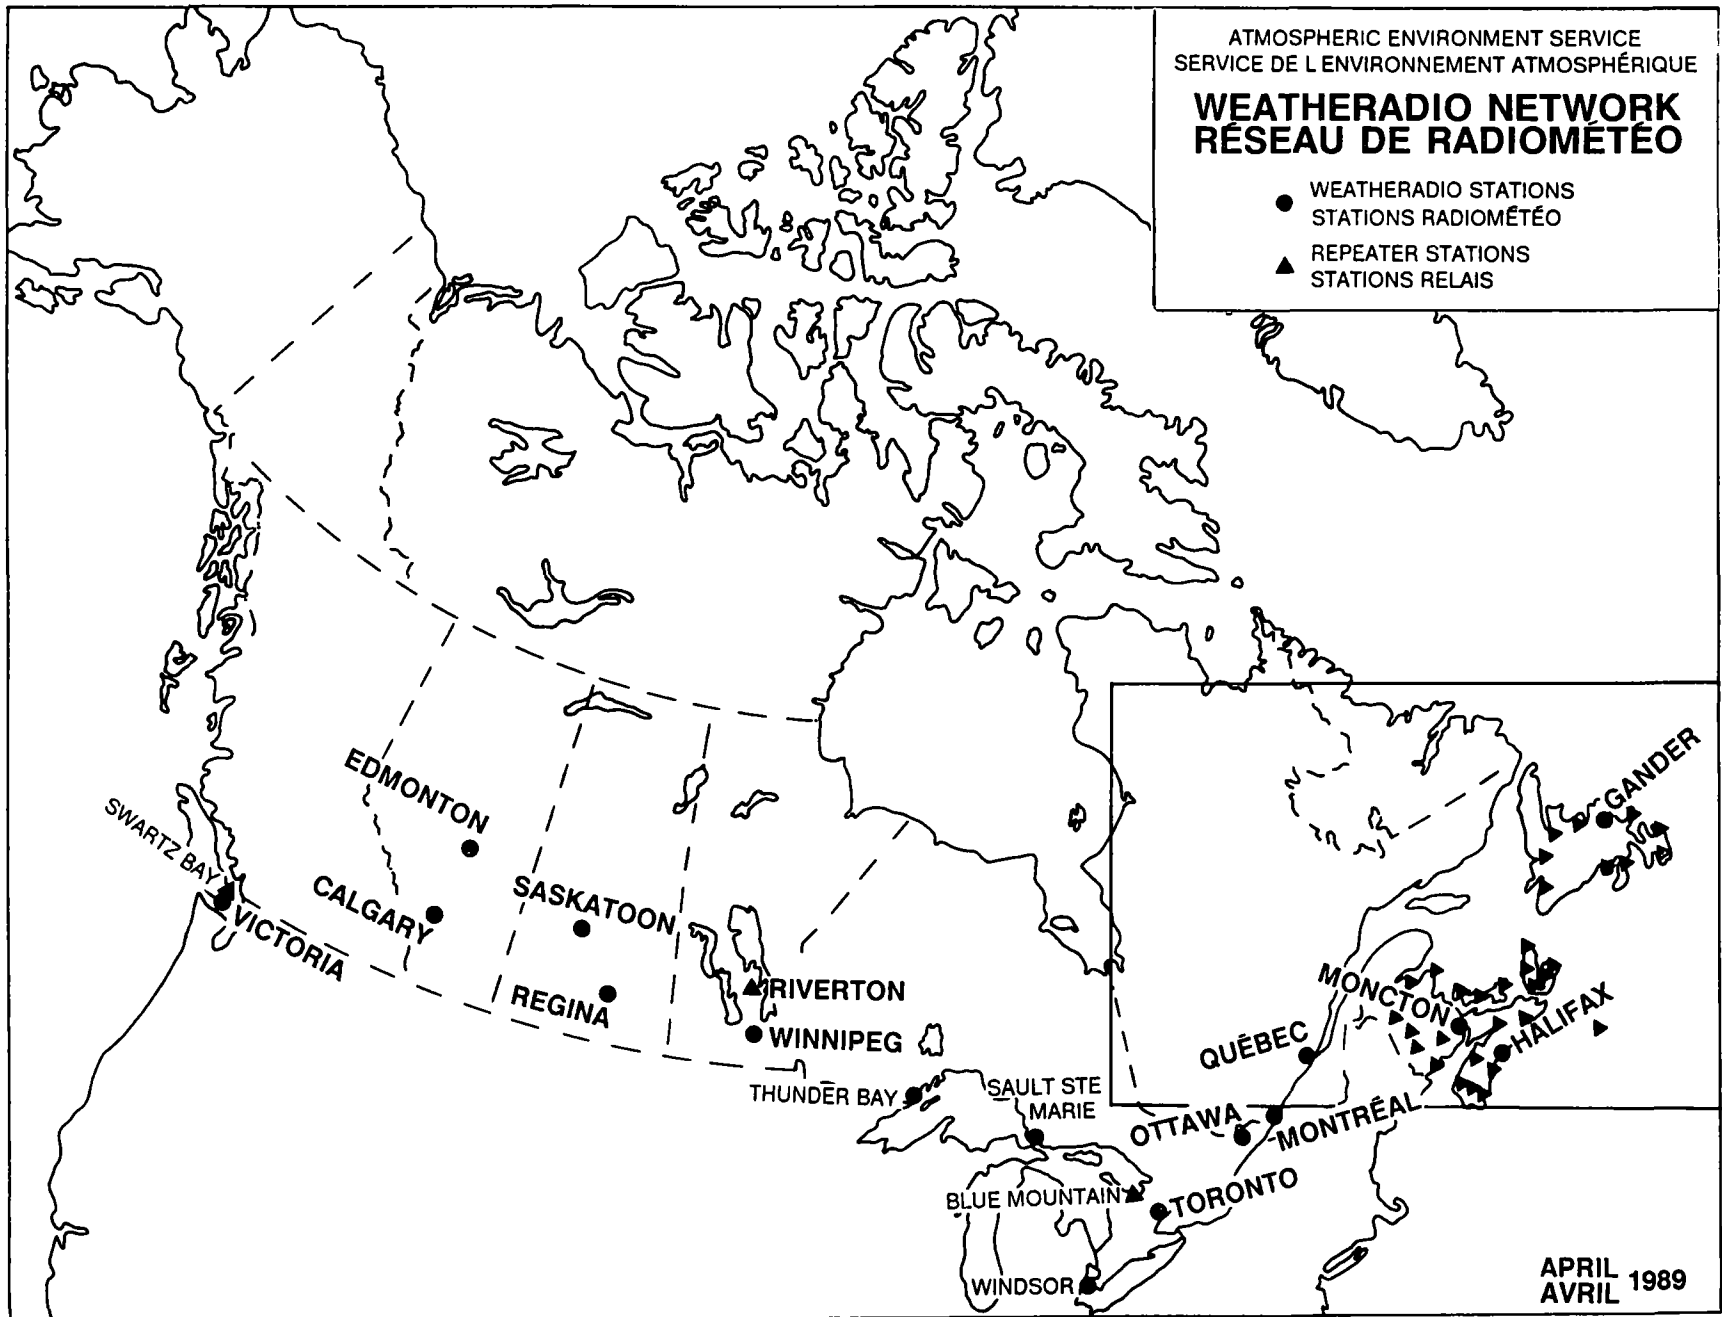 ATMOSPHERIC ENVIRONMENT SERVICE
SERVICE DE L ENVIRONNEMENT ATMOSPHÉRIQUE
WEATHERADIO NETWORK
RÉSEAU DE RADIOMÉTÉO
WEATHERADIO STATIONS
STATIONS RADIOMÉTÉO
REPEATER STATIONS
STATIONS RELAIS
EDMONTON
SWARTZ BAY
CALGARY
VICTORIA
SASKATOON
REGINA
RIVERTON
WINNIPEG
THUNDER BAY
SAULT STE
MARIE
BLUE MOUNTAIN
TORONTO
WINDSOR
OTTAWA
MONTRÉAL
QUÉBEC
MONCTON
HALIFAX
GANDER
APRIL
AVRIL 1989